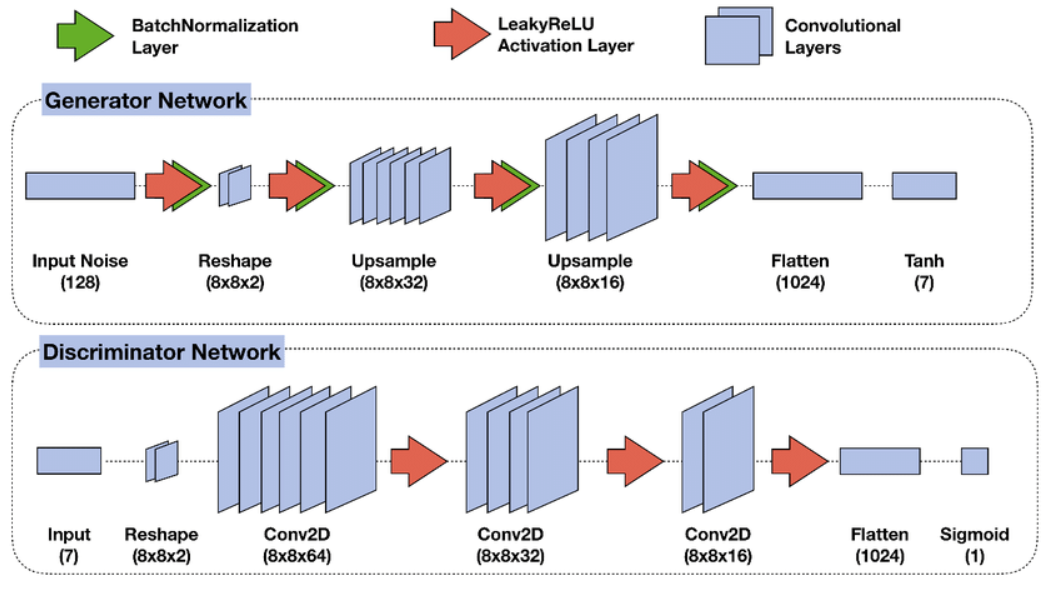 BatchNormalization
Layer
LeakyReLU
Activation Layer
Convolutional
Layers
Generator Network
Input Noise
(128)
Reshape
(8x8x2)
Upsample
(8x8x32)
Upsample
(8x8x16)
Flatten
(1024)
Tanh
(7)
Discriminator Network
Input
(7)
Reshape
(8x8x2)
Conv2D
(8x8x64)
Conv2D
(8x8x32)
Conv2D
(8x8x16)
Flatten
(1024)
Sigmoid
(1)